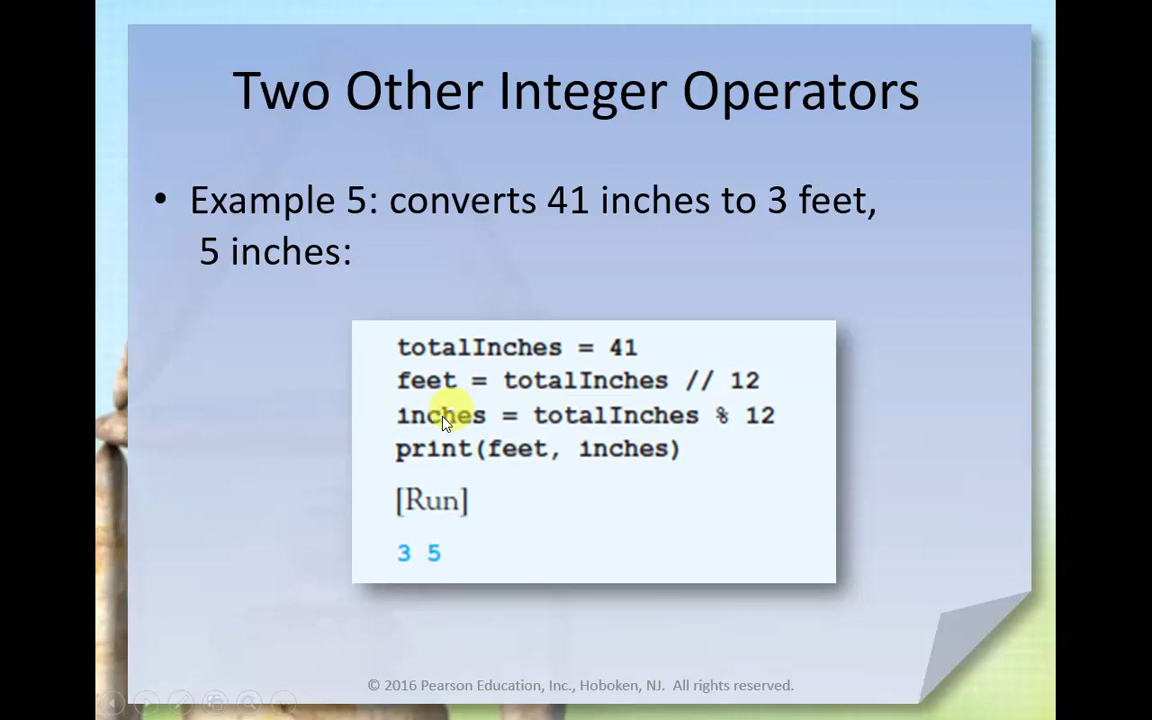 Two Other Integer Operators
• Example 5: converts 41 inches to 3 feet,
5 inches:
totalInches = 41
feet = totalInches // 12
inches = totalInches % 12
print(feet, inches)
[Run]
3 5
© 2016 Pearson Education, Inc., Hoboken, NJ. All rights reserved.